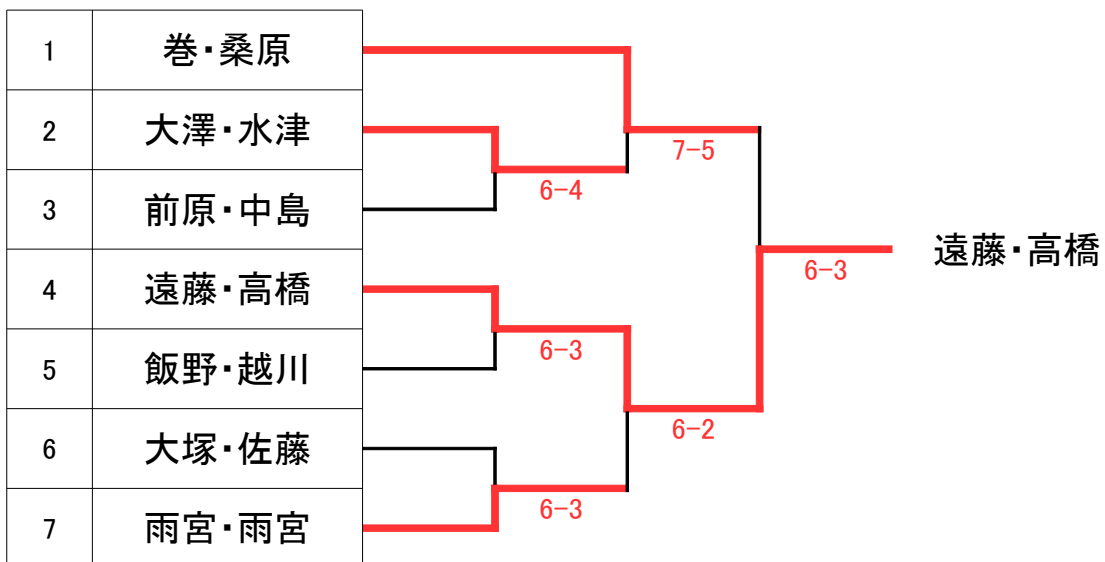 1 巻・桑原
2 大澤・水津
7-5
6-4
3 前原・中島
遠藤・高橋
6-3
4 遠藤・高橋
6-3
5 飯野・越川
6-2
6 大塚・佐藤
6-3
7 雨宮・雨宮